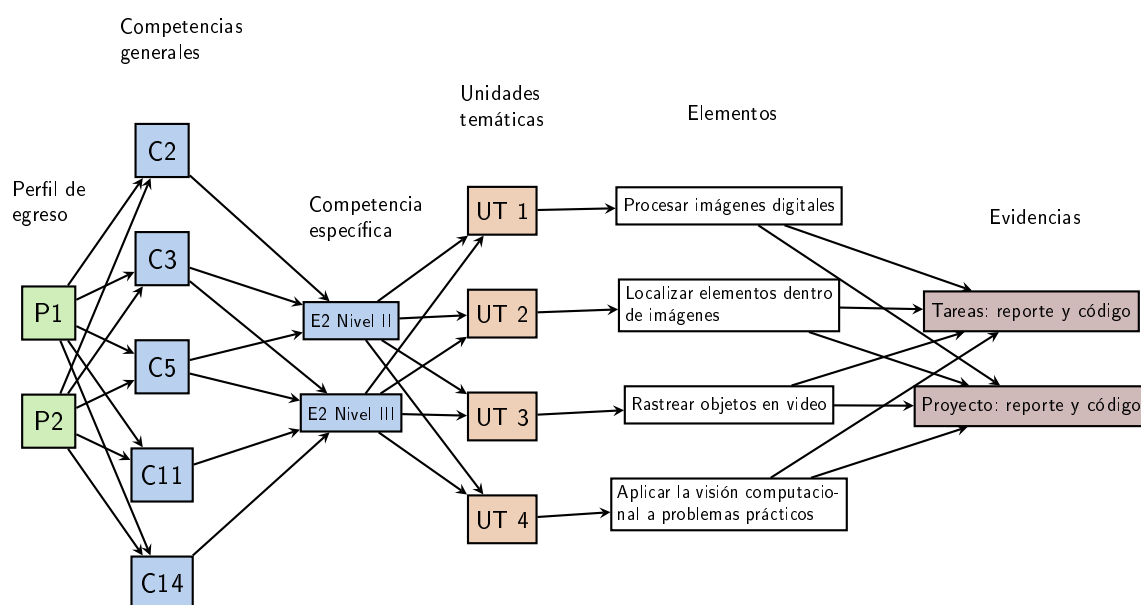 Competencias
generales
Perfil de
egreso
P1
P2
C2
C3
C5
C11
C14
Competencia
específica
E2 Nivel II
E2 Nivel III
Unidades
temáticas
UT 1
UT 2
UT 3
UT 4
Elementos
Procesar imágenes digitales
Localizar elementos dentro
de imágenes
Rastrear objetos en video
Aplicar la visión computacio-
nal a problemas prácticos
Evidencias
Tareas: reporte y código
Proyecto: reporte y código